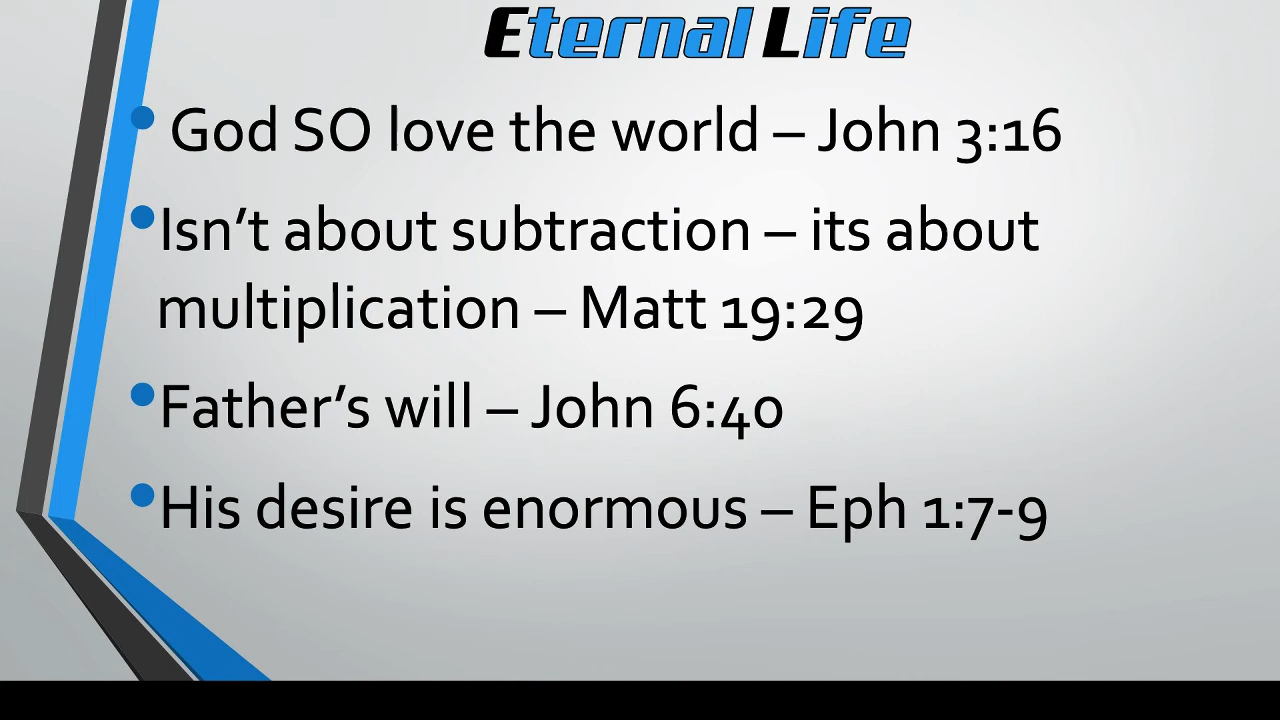 Eternal Life
• God SO love the world – John 3:16
•Isn’t about subtraction – its about
multiplication – Matt 19:29
•Father’s will – John 6:40
•His desire is enormous – Eph 1:7-9